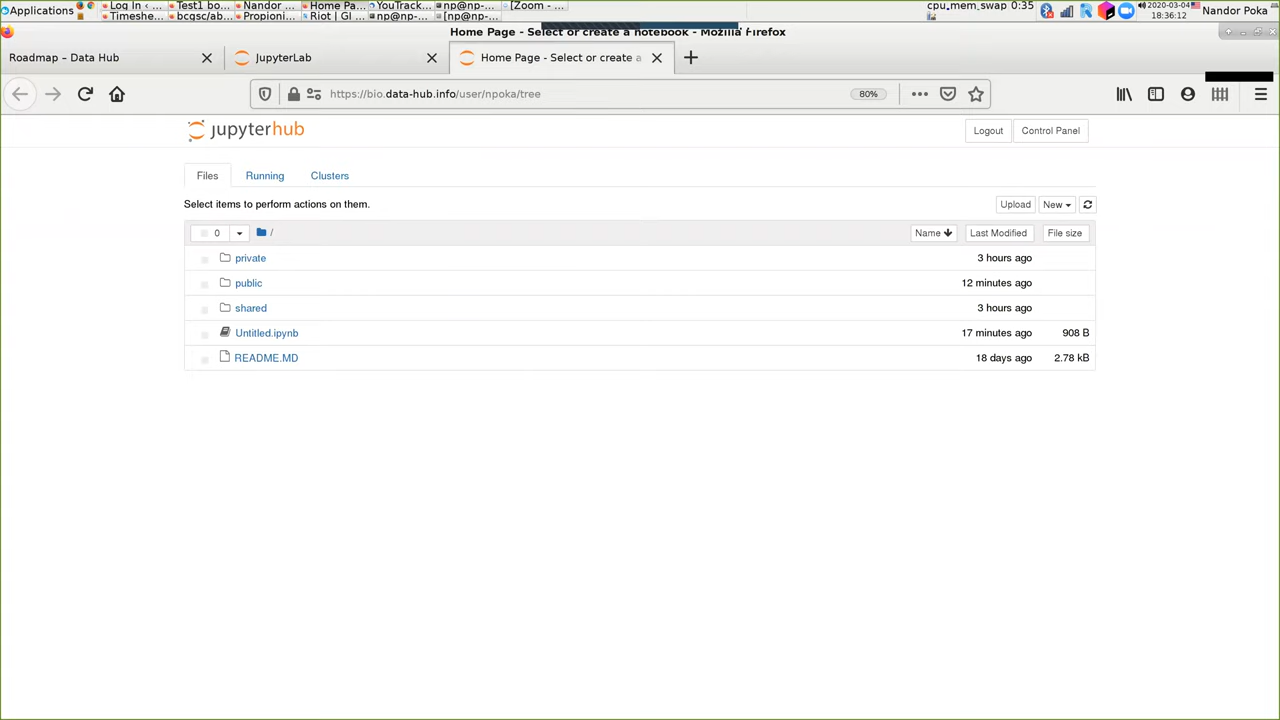 Applications
Log In ‹ ...
Test1 bo...
Nandor ...
Home Pa...
YouTrack...
np@np-...
[Zoom - ...
Timeshe...
bcgsc/ab...
Propioni...
Riot | Gl ...
np@np-...
[np@np-...
cpu_mem_swap 0:35
2020-03-04
18:36:12
Nandor Poka
Home Page - Select or create a notebook - Mozilla Firefox
Roadmap – Data Hub
JupyterLab
Home Page - Select or create a
https://bio.data-hub.info/user/npoka/tree
80%
jupyterhub
Logout
Control Panel
Files
Running
Clusters
Select items to perform actions on them.
Upload
New
0
/
Name
Last Modified
File size
private
3 hours ago
public
12 minutes ago
shared
3 hours ago
Untitled.ipynb
17 minutes ago
908 B
README.MD
18 days ago
2.78 kB